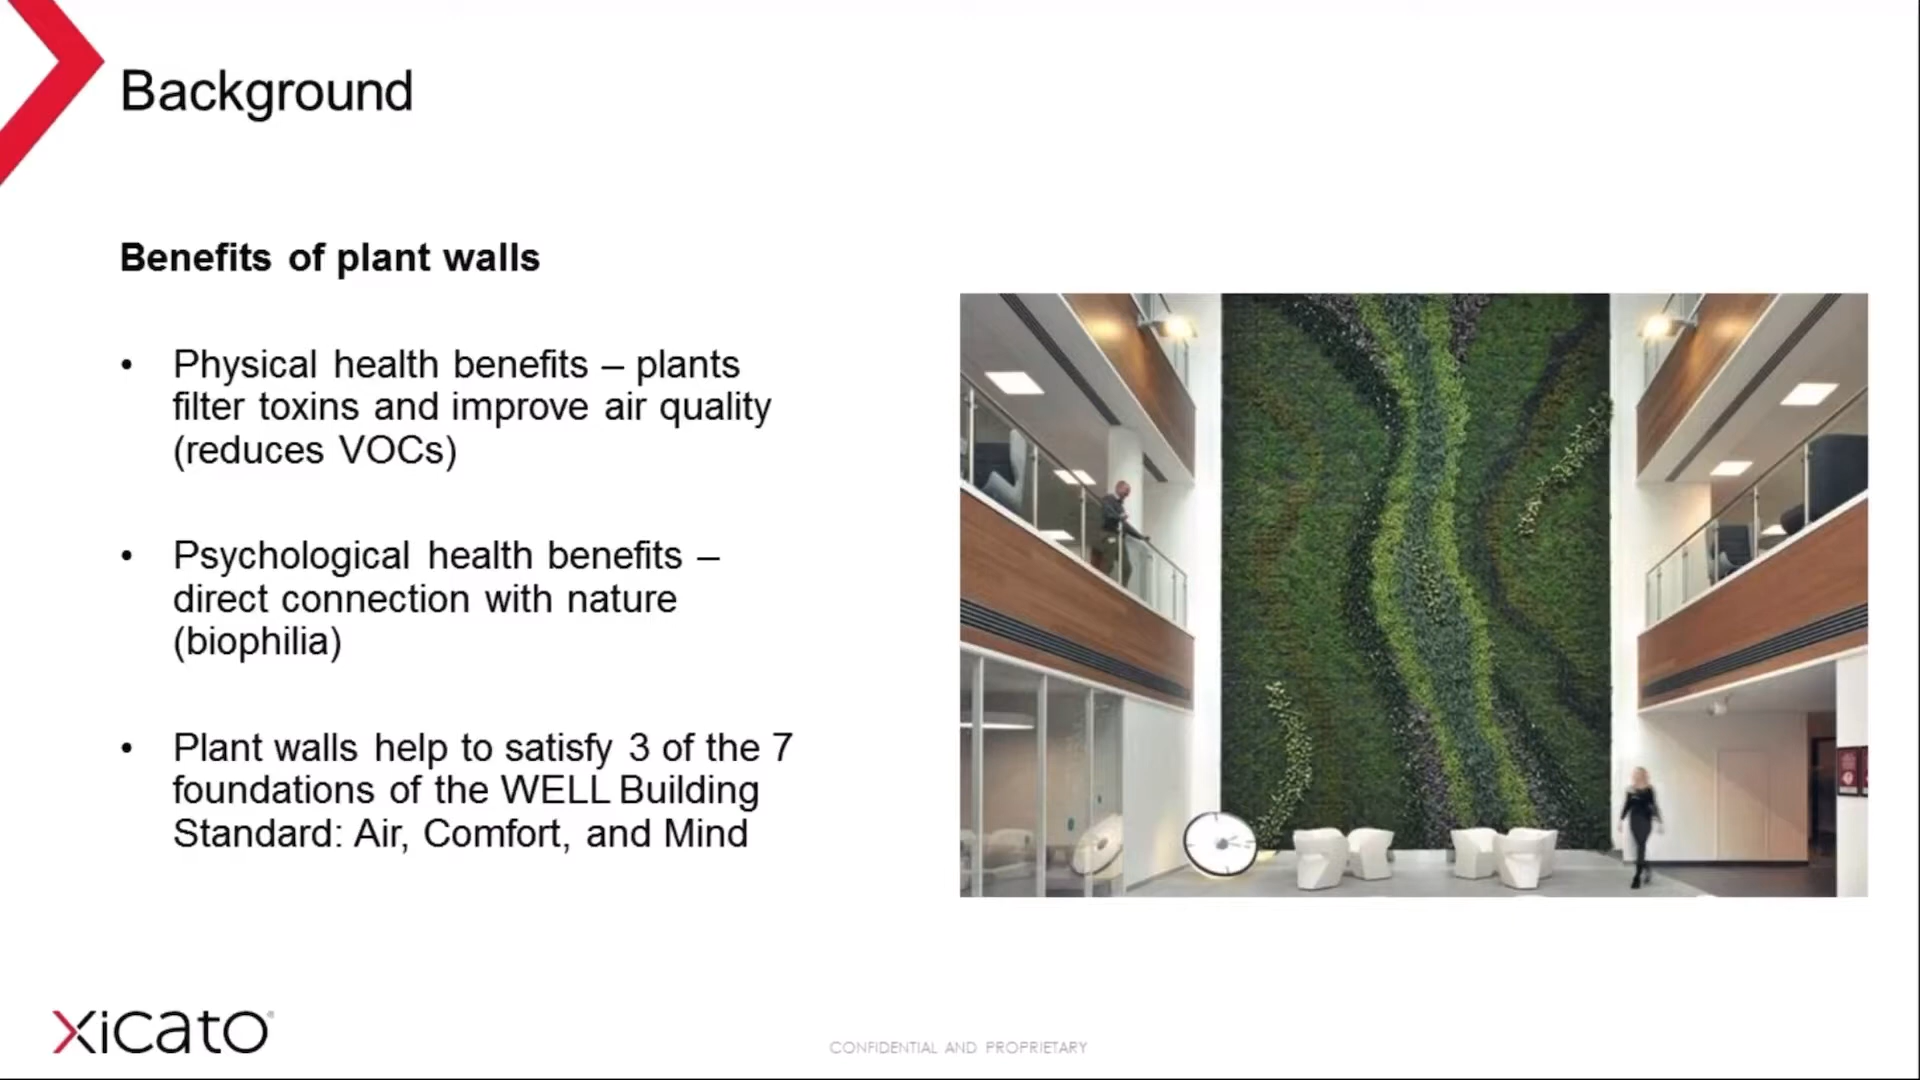 Background
Benefits of plant walls
• Physical health benefits – plants
filter toxins and improve air quality
(reduces VOCs)
• Psychological health benefits –
direct connection with nature
(biophilia)
• Plant walls help to satisfy 3 of the 7
foundations of the WELL Building
Standard: Air, Comfort, and Mind
xicato
CONFIDENTIAL AND PROPRIETARY